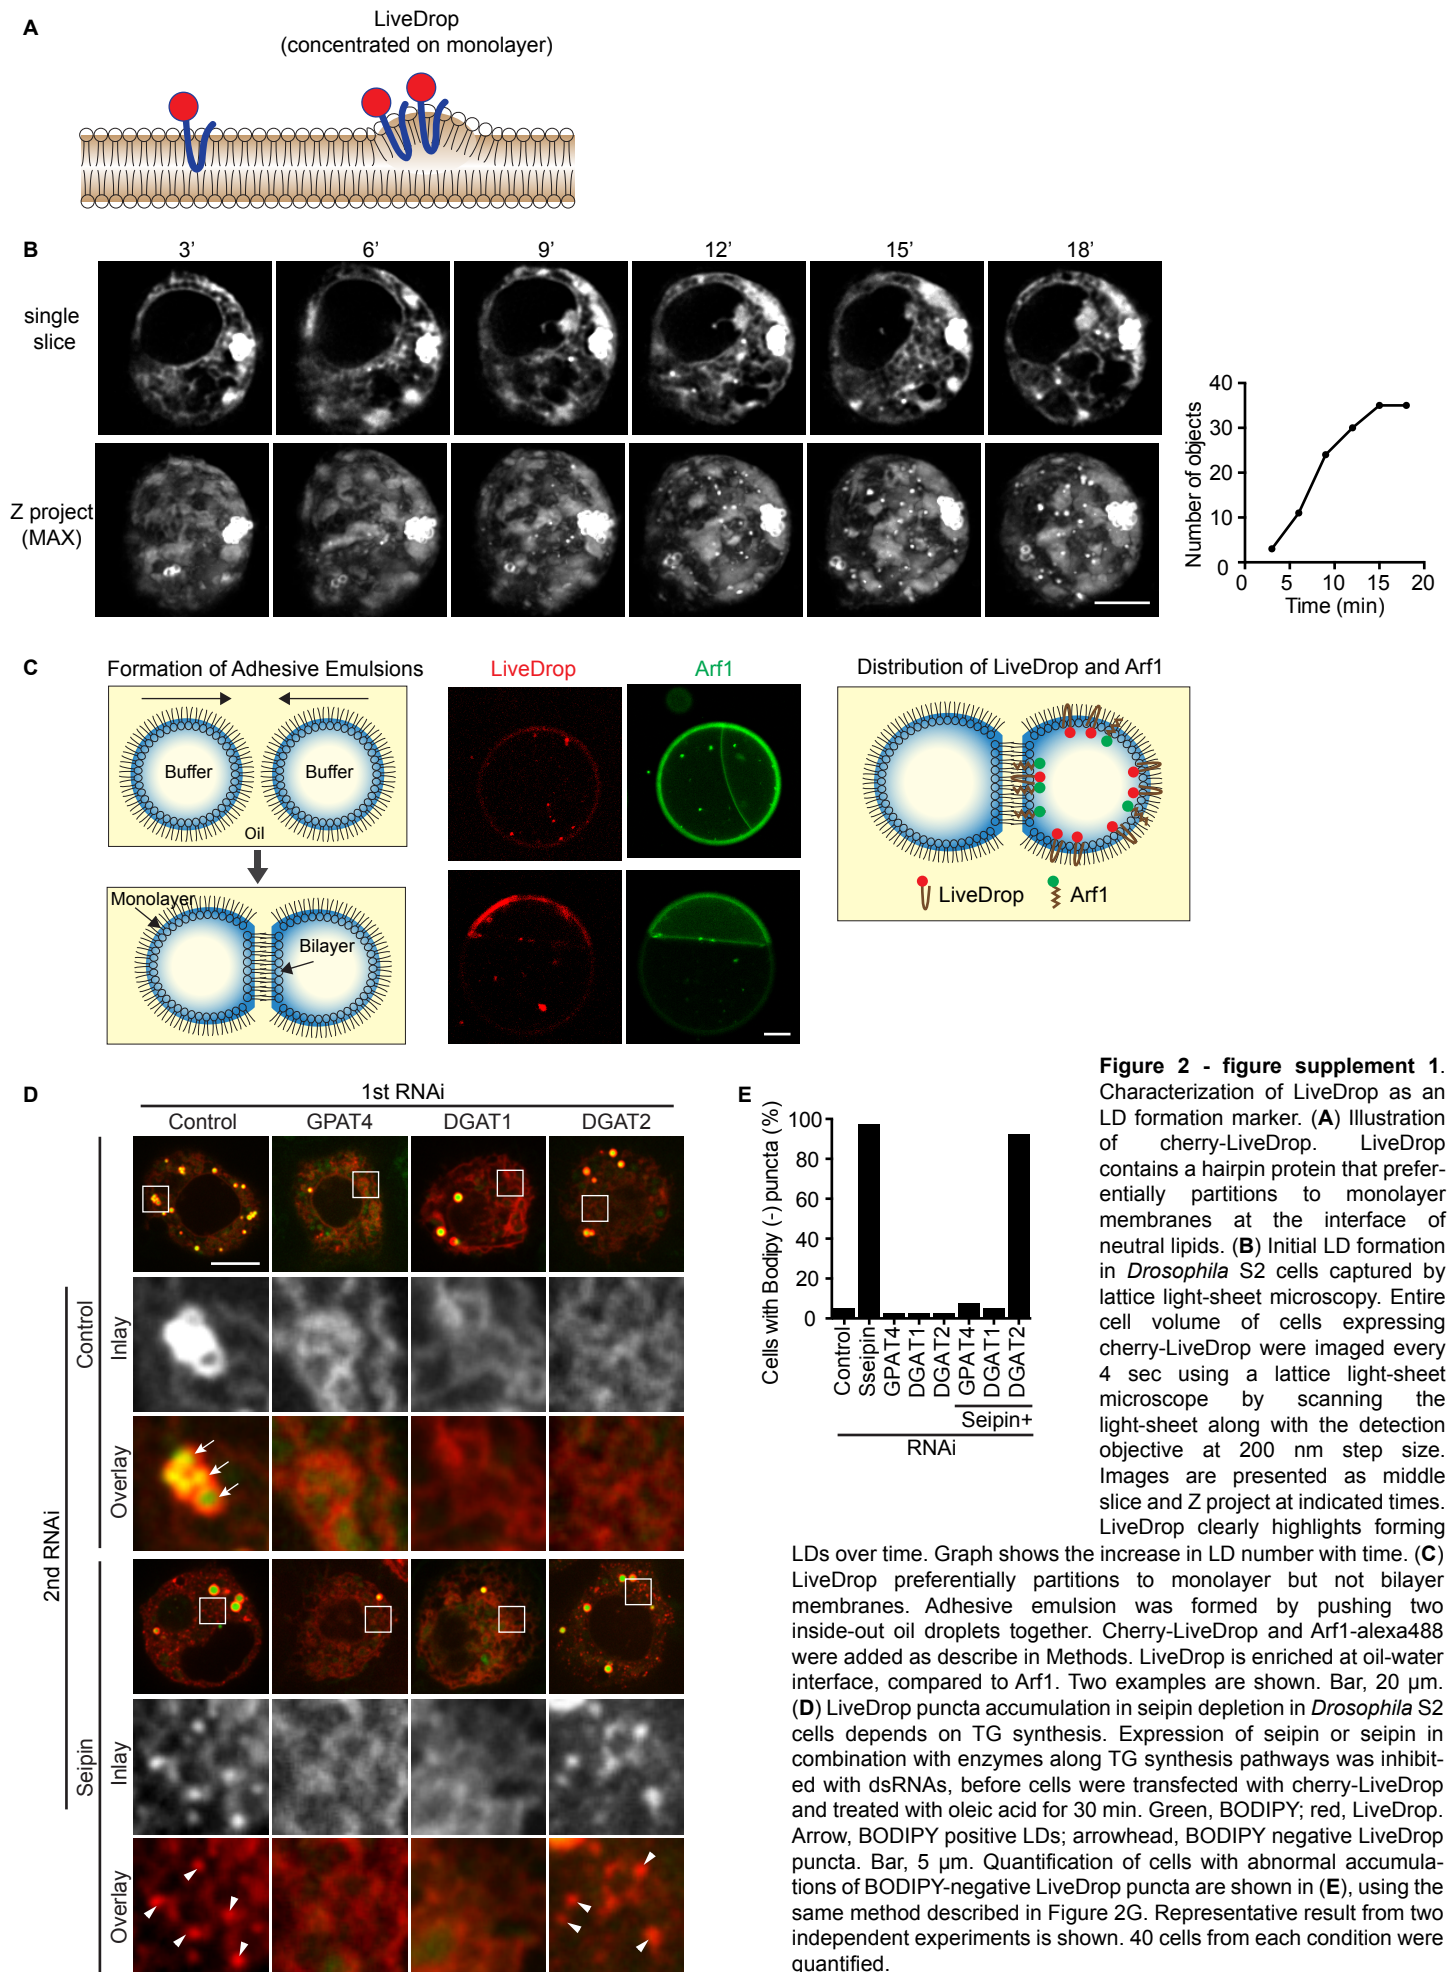 A
LiveDrop
(concentrated on monolayer)
B
3’ 6’ 9’ 12’ 15’ 18’
single
slice
Z project
(MAX)
Number of objects
40
30
20
10
0
0 5 10 15 20
Time (min)
C
Formation of Adhesive Emulsions
Buffer Buffer
Oil
Monolayer
Bilayer
LiveDrop Arf1
Distribution of LiveDrop and Arf1
LiveDrop Arf1
D
1st RNAi
Control GPAT4 DGAT1 DGAT2
2nd RNAi
Control
Inlay
Overlay
Seipin
Inlay
Overlay
E
Cells with Bodipy (-) puncta (%)
100
80
60
40
20
0
Control
Sseipin
GPAT4
DGAT1
DGAT2
GPAT4
DGAT1
DGAT2
Seipin+
RNAi
Figure 2 - figure supplement 1.
Characterization of LiveDrop as an
LD formation marker. (A) Illustration
of cherry-LiveDrop. LiveDrop
contains a hairpin protein that prefer-
entially partitions to monolayer
membranes at the interface of
neutral lipids. (B) Initial LD formation
in Drosophila S2 cells captured by
lattice light-sheet microscopy. Entire
cell volume of cells expressing
cherry-LiveDrop were imaged every
4 sec using a lattice light-sheet
microscope by scanning the
light-sheet along with the detection
objective at 200 nm step size.
Images are presented as middle
slice and Z project at indicated times.
LiveDrop clearly highlights forming
LDs over time. Graph shows the increase in LD number with time. (C)
LiveDrop preferentially partitions to monolayer but not bilayer
membranes. Adhesive emulsion was formed by pushing two
inside-out oil droplets together. Cherry-LiveDrop and Arf1-alexa488
were added as describe in Methods. LiveDrop is enriched at oil-water
interface, compared to Arf1. Two examples are shown. Bar, 20 μm.
(D) LiveDrop puncta accumulation in seipin depletion in Drosophila S2
cells depends on TG synthesis. Expression of seipin or seipin in
combination with enzymes along TG synthesis pathways was inhibit-
ed with dsRNAs, before cells were transfected with cherry-LiveDrop
and treated with oleic acid for 30 min. Green, BODIPY; red, LiveDrop.
Arrow, BODIPY positive LDs; arrowhead, BODIPY negative LiveDrop
puncta. Bar, 5 μm. Quantification of cells with abnormal accumula-
tions of BODIPY-negative LiveDrop puncta are shown in (E), using the
same method described in Figure 2G. Representative result from two
independent experiments is shown. 40 cells from each condition were
quantified.